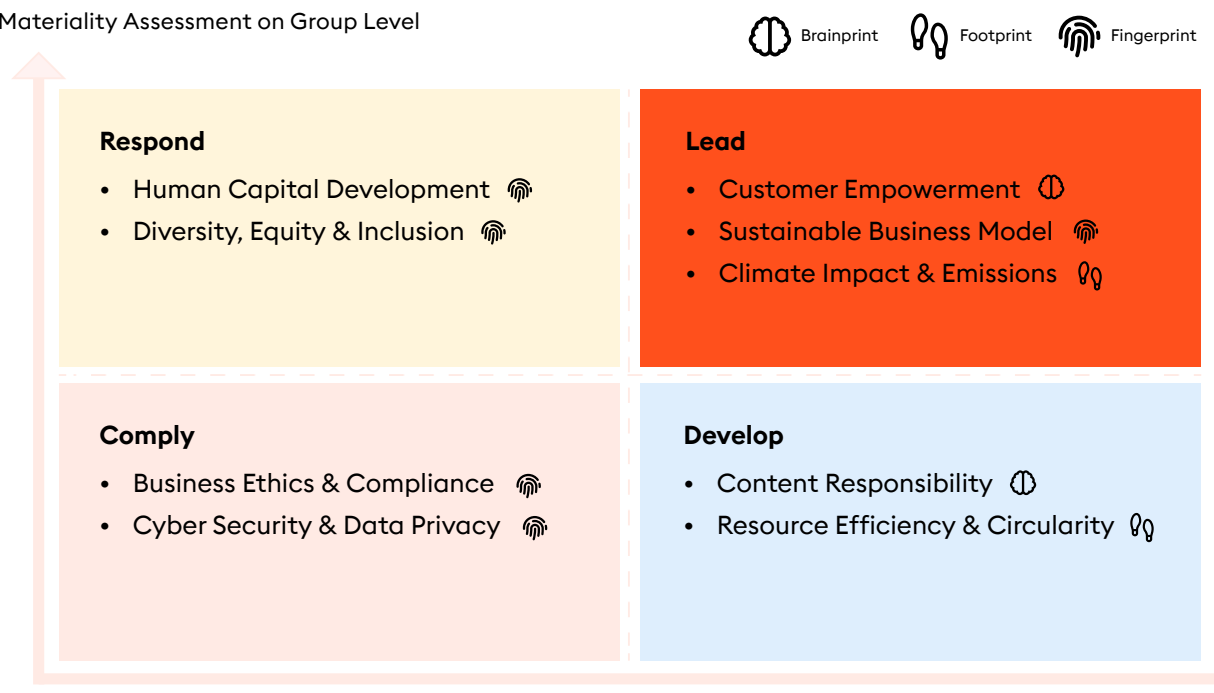 Materiality Assessment on Group Level
Brainprint
Footprint
Fingerprint
Respond
• Human Capital Development
• Diversity, Equity & Inclusion
Lead
• Customer Empowerment
• Sustainable Business Model
• Climate Impact & Emissions
Comply
• Business Ethics & Compliance
• Cyber Security & Data Privacy
Develop
• Content Responsibility
• Resource Efficiency & Circularity